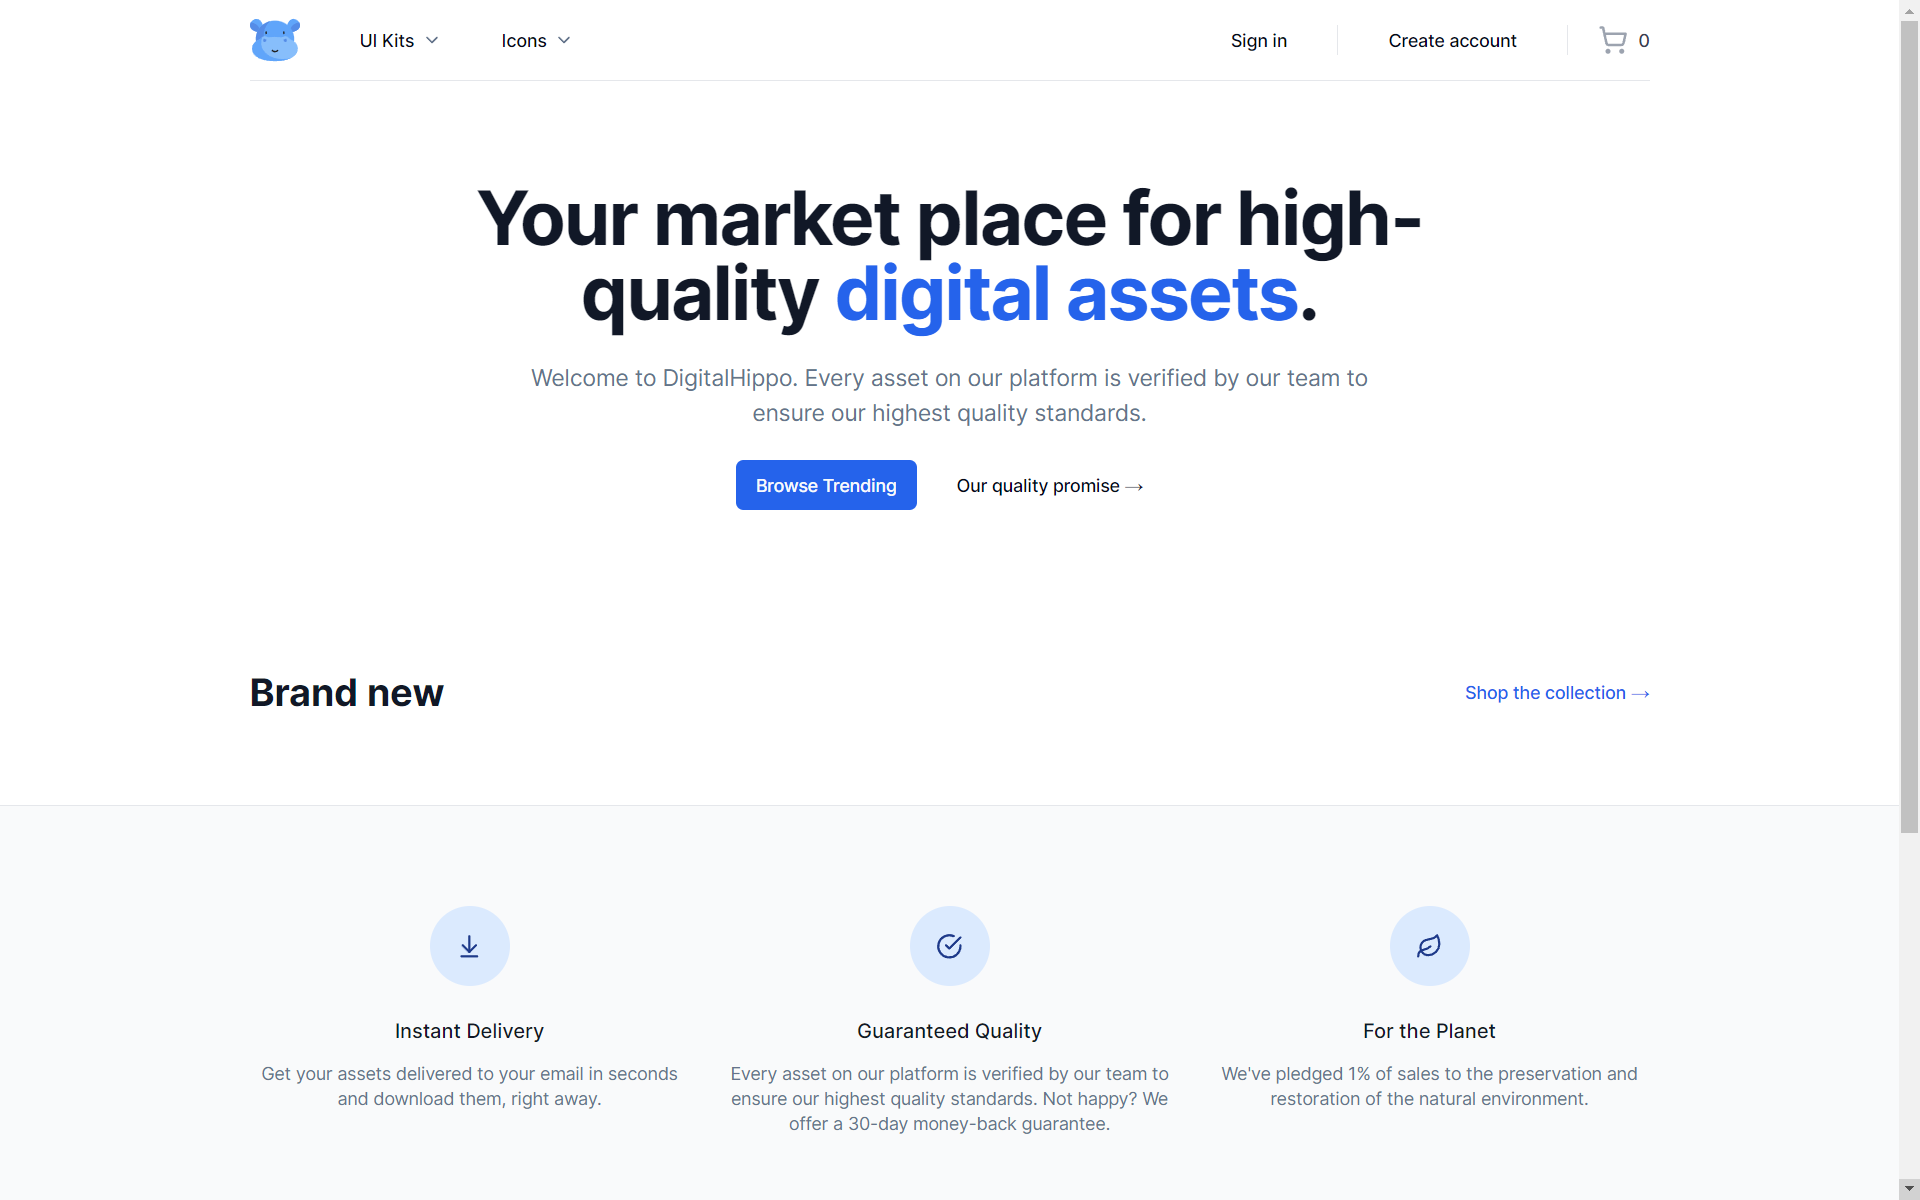 UI Kits
Icons
Sign in
Create account
0
Your market place for high-
quality digital assets.
Welcome to DigitalHippo. Every asset on our platform is verified by our team to
ensure our highest quality standards.
Browse Trending
Our quality promise →
Brand new
Shop the collection →
Instant Delivery
Get your assets delivered to your email in seconds
and download them, right away.
Guaranteed Quality
Every asset on our platform is verified by our team to
ensure our highest quality standards. Not happy? We
offer a 30-day money-back guarantee.
For the Planet
We've pledged 1% of sales to the preservation and
restoration of the natural environment.